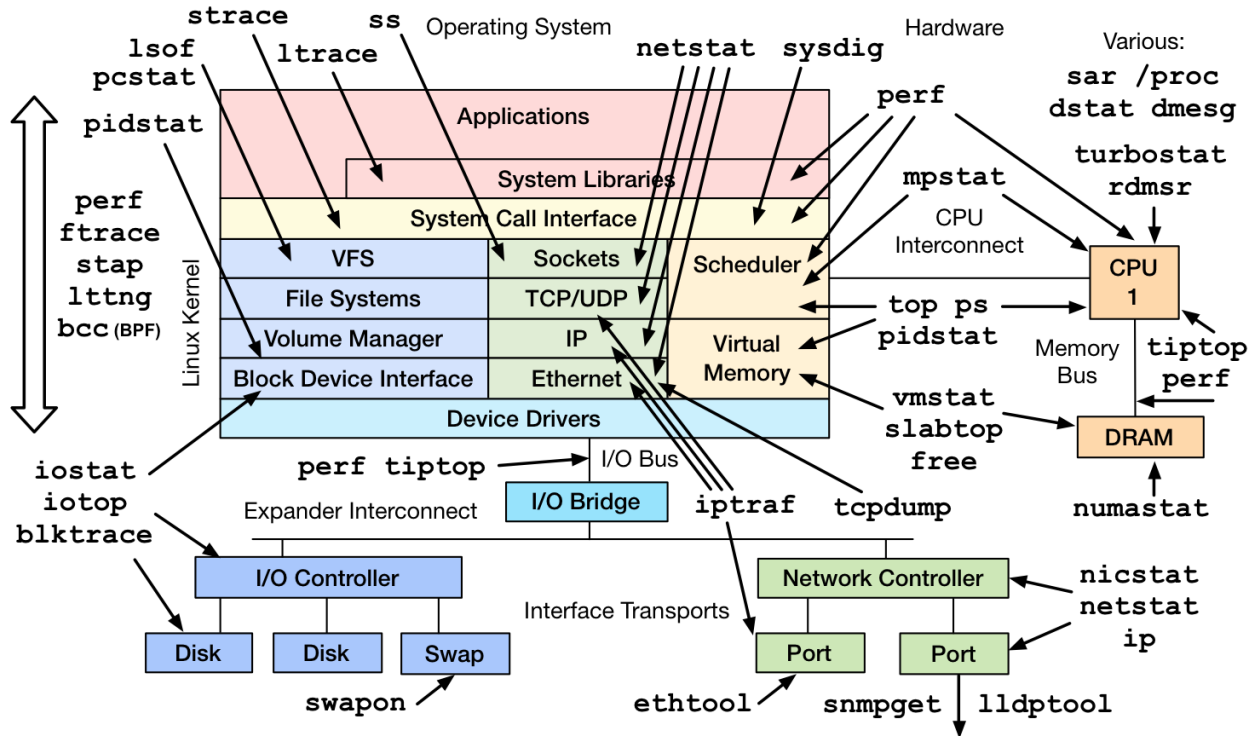 strace
ss
Operating System
Hardware
Various:
lsof
pcstat
ltrace
netstat
sysdig
sar /proc
dstat dmesg
perf
pidstat
Applications
turbostat
rdmsr
System Libraries
mpstat
perf
ftrace
stap
lttng
bcc (BPF)
Linux Kernel
System Call Interface
CPU
Interconnect
VFS
Sockets
Scheduler
CPU
1
File Systems
TCP/UDP
top ps
pidstat
Volume Manager
IP
Virtual
Memory
Memory
Bus
tiptop
perf
Block Device Interface
Ethernet
vmstat
slabtop
free
Device Drivers
DRAM
iostat
iotop
blktrace
perf tiptop
I/O Bus
I/O Bridge
iptraf
tcpdump
numastat
Expander Interconnect
I/O Controller
Network Controller
nicstat
netstat
ip
Interface Transports
Disk
Disk
Swap
Port
Port
swapon
ethtool
snmpget
lldptool